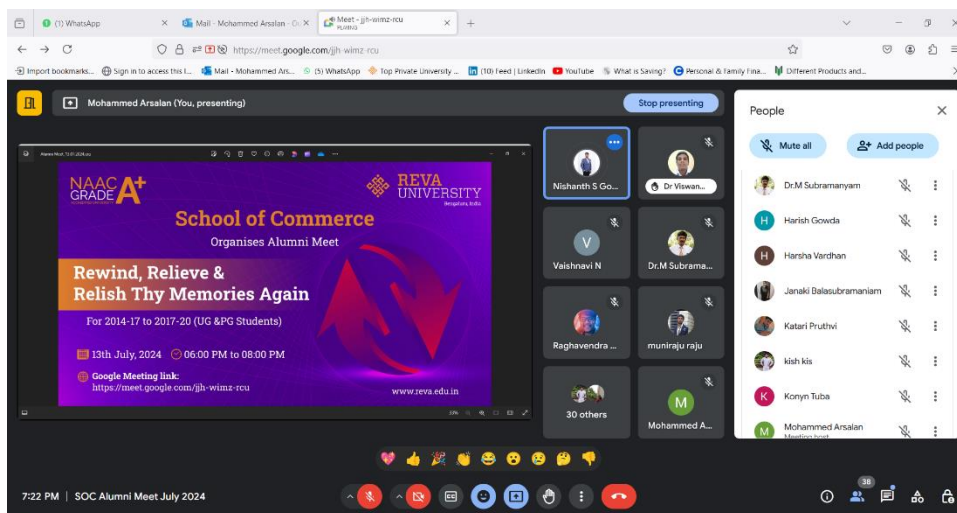 (1) WhatsApp
Mail - Mohammed Arsalan - Ou
Meet - jjh-wimz-rcu
PLAYING
https://meet.google.com/jjh-wimz-rcu
Import bookmarks...
Sign in to access this l...
Mail - Mohammed Ars...
(5) WhatsApp
Top Private University ...
(10) Feed | LinkedIn
YouTube
What is Saving?
Personal & Family Fina...
Different Products and...
Mohammed Arsalan (You, presenting)
Stop presenting
NAAC
GRADE A+
REVA
UNIVERSITY
Bengaluru, India
School of Commerce
Organises Alumni Meet
Rewind, Relieve &
Relish Thy Memories Again
For 2014-17 to 2017-20 (UG &PG Students)
13th July, 2024 06:00 PM to 08:00 PM
Google Meeting link:
https://meet.google.com/jjh-wimz-rcu
www.reva.edu.in
Nishanth S Go...
Dr Viswan...
V
Vaishnavi N
Dr.M Subrama...
Raghavendra ...
muniraju raju
30 others
M
Mohammed A...
People
Mute all
Add people
Dr.M Subramanyam
H
Harish Gowda
H
Harsha Vardhan
Janaki Balasubramaniam
Katari Pruthvi
kish kis
K
Konyn Tuba
M
Mohammed Arsalan
Meeting host
7:22 PM | SOC Alumni Meet July 2024
38